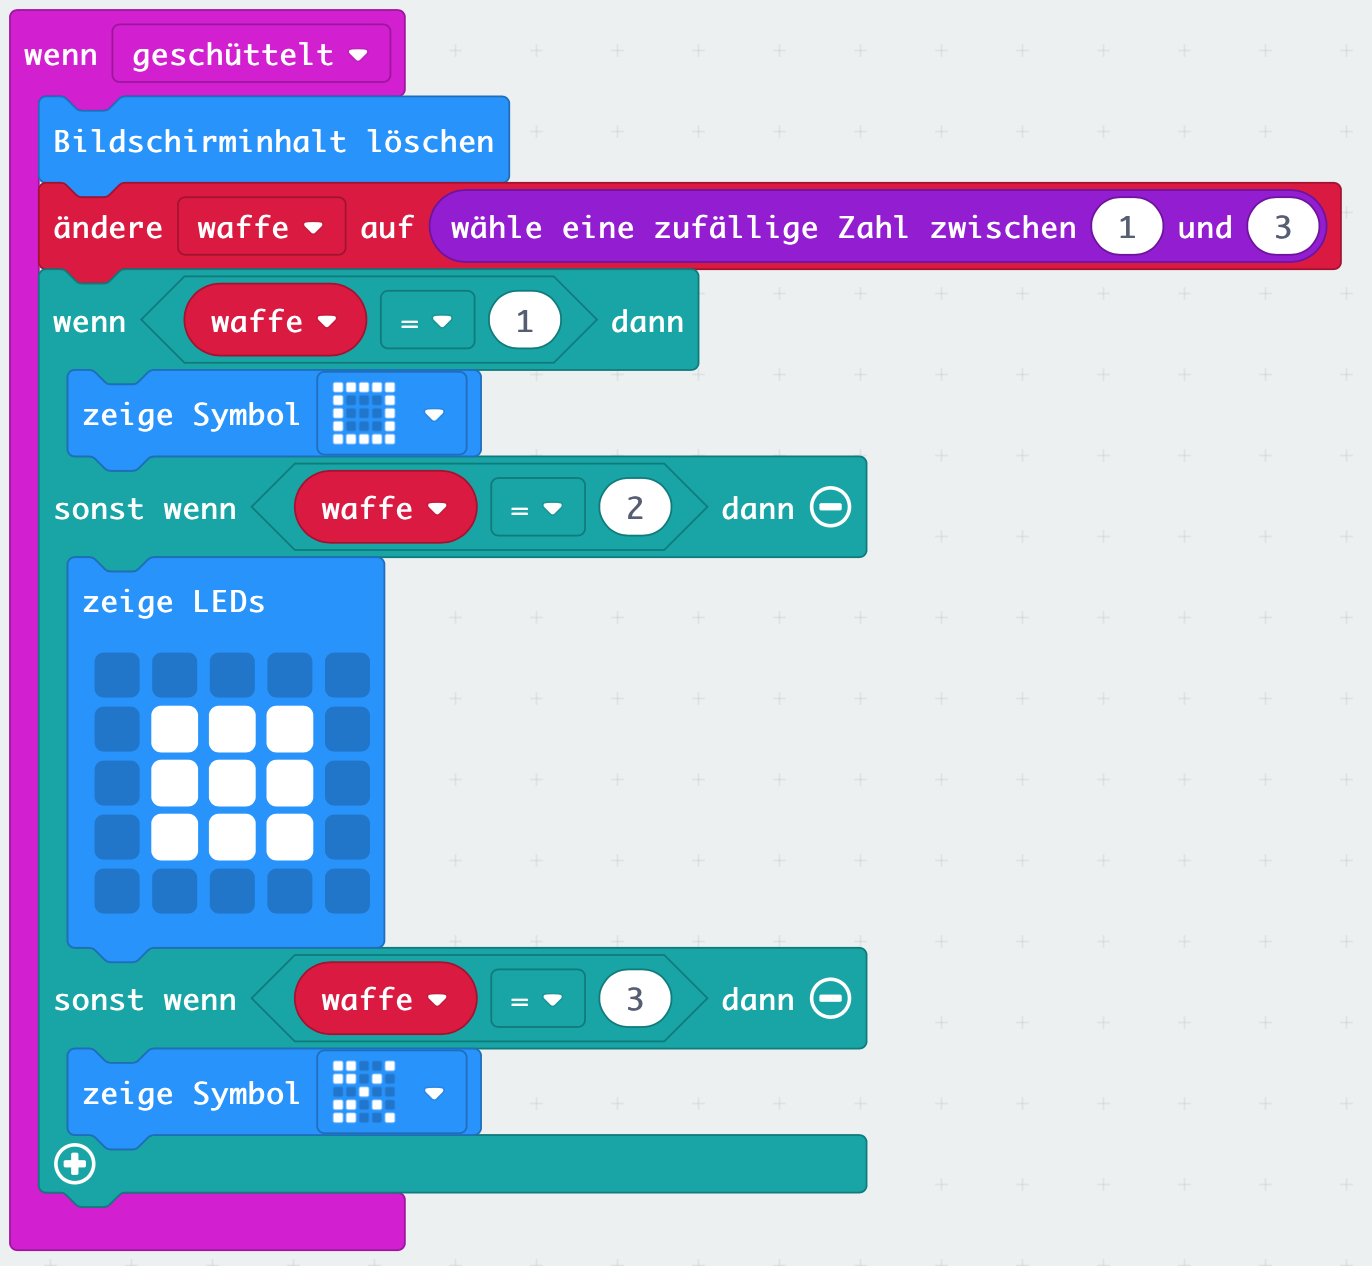 wenn geschüttelt
Bildschirminhalt löschen
ändere waffe auf wähle eine zufällige Zahl zwischen 1 und 3
wenn waffe = 1 dann
zeige Symbol
sonst wenn waffe = 2 dann
zeige LEDs
sonst wenn waffe = 3 dann
zeige Symbol